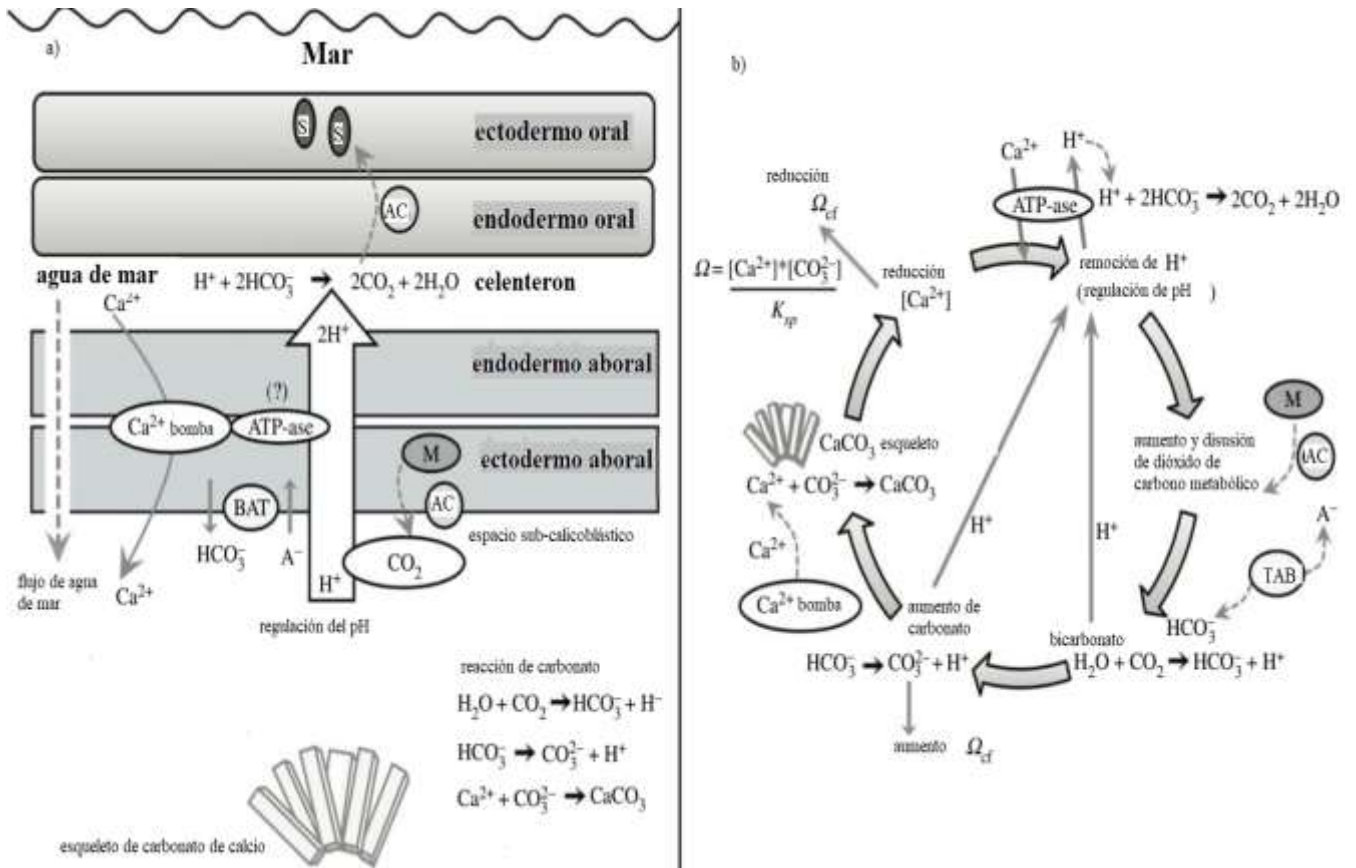 a)
Mar
S
S
ectodermo oral
AC
endodermo oral
agua de mar
H⁺ + 2HCO₃⁻ → 2CO₂ + 2H₂O
celenteron
Ca²⁺
2H⁺
endodermo aboral
(?)
Ca²⁺ bomba
ATP-ase
M
ectodermo aboral
BAT
AC
HCO₃⁻
A⁻
espacio sub-calicoblástico
CO₂
flujo de agua
de mar
Ca²⁺
H⁺
regulación del pH
reacción de carbonato
H₂O + CO₂ → HCO₃⁻ + H⁻
HCO₃⁻ → CO₃²⁻ + H⁺
Ca²⁺ + CO₃²⁻ → CaCO₃
esqueleto de carbonato de calcio
b)
Ca²⁺
H⁺
reducción
Ω cf
ATP-ase
H⁺ + 2HCO₃⁻ → 2CO₂ + 2H₂O
Ω = [Ca²⁺]*[CO₃²⁻]
Ksp
reducción
[Ca²⁺]
remoción de H⁺
(regulación de pH)
M
CaCO₃ esqueleto
aumento y disusión
de dióxido de
carbono metabólico
AC
Ca²⁺ + CO₃²⁻ → CaCO₃
H⁺
H⁺
A⁻
Ca²⁺
TAB
Ca²⁺ bomba
aumento de
carbonato
HCO₃⁻
bicarbonato
HCO₃⁻ → CO₃²⁻ + H⁺
H₂O + CO₂ → HCO₃⁻ + H⁺
aumento Ω cf